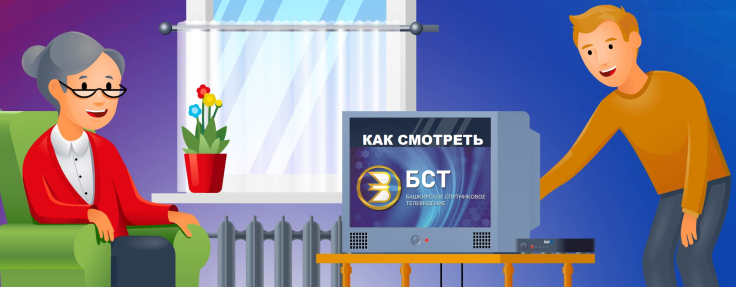 КАК СМОТРЕТЬ
БСТ
БАШКИРСКОЕ СПУТНИКОВОЕ
ТЕЛЕВИДЕНИЕ